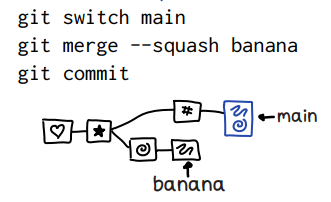 git switch main
git merge --squash banana
git commit
#
main
banana